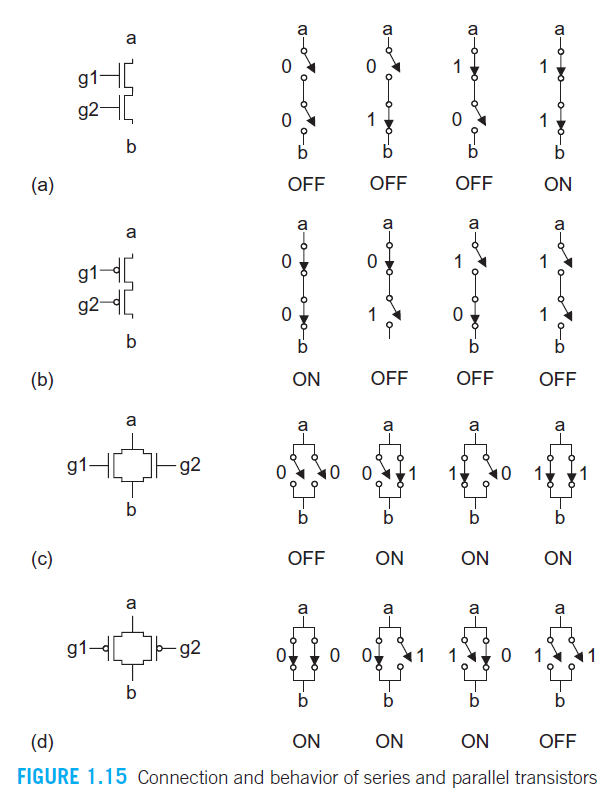 a a a a a
g1 0 0 1 1
g2 0 1 0 1
b b b b b
(a) OFF OFF OFF ON
a a a a a
g1 0 0 1 1
g2 0 1 0 1
b b b b
(b) ON OFF OFF OFF
a a a a a
g1 g2 0 0 0 1 1 0 1 1
b b b b b
(c) OFF ON ON ON
a a a a a
g1 g2 0 0 0 1 1 0 1 1
b b b b b
(d) ON ON ON OFF
FIGURE 1.15 Connection and behavior of series and parallel transistors